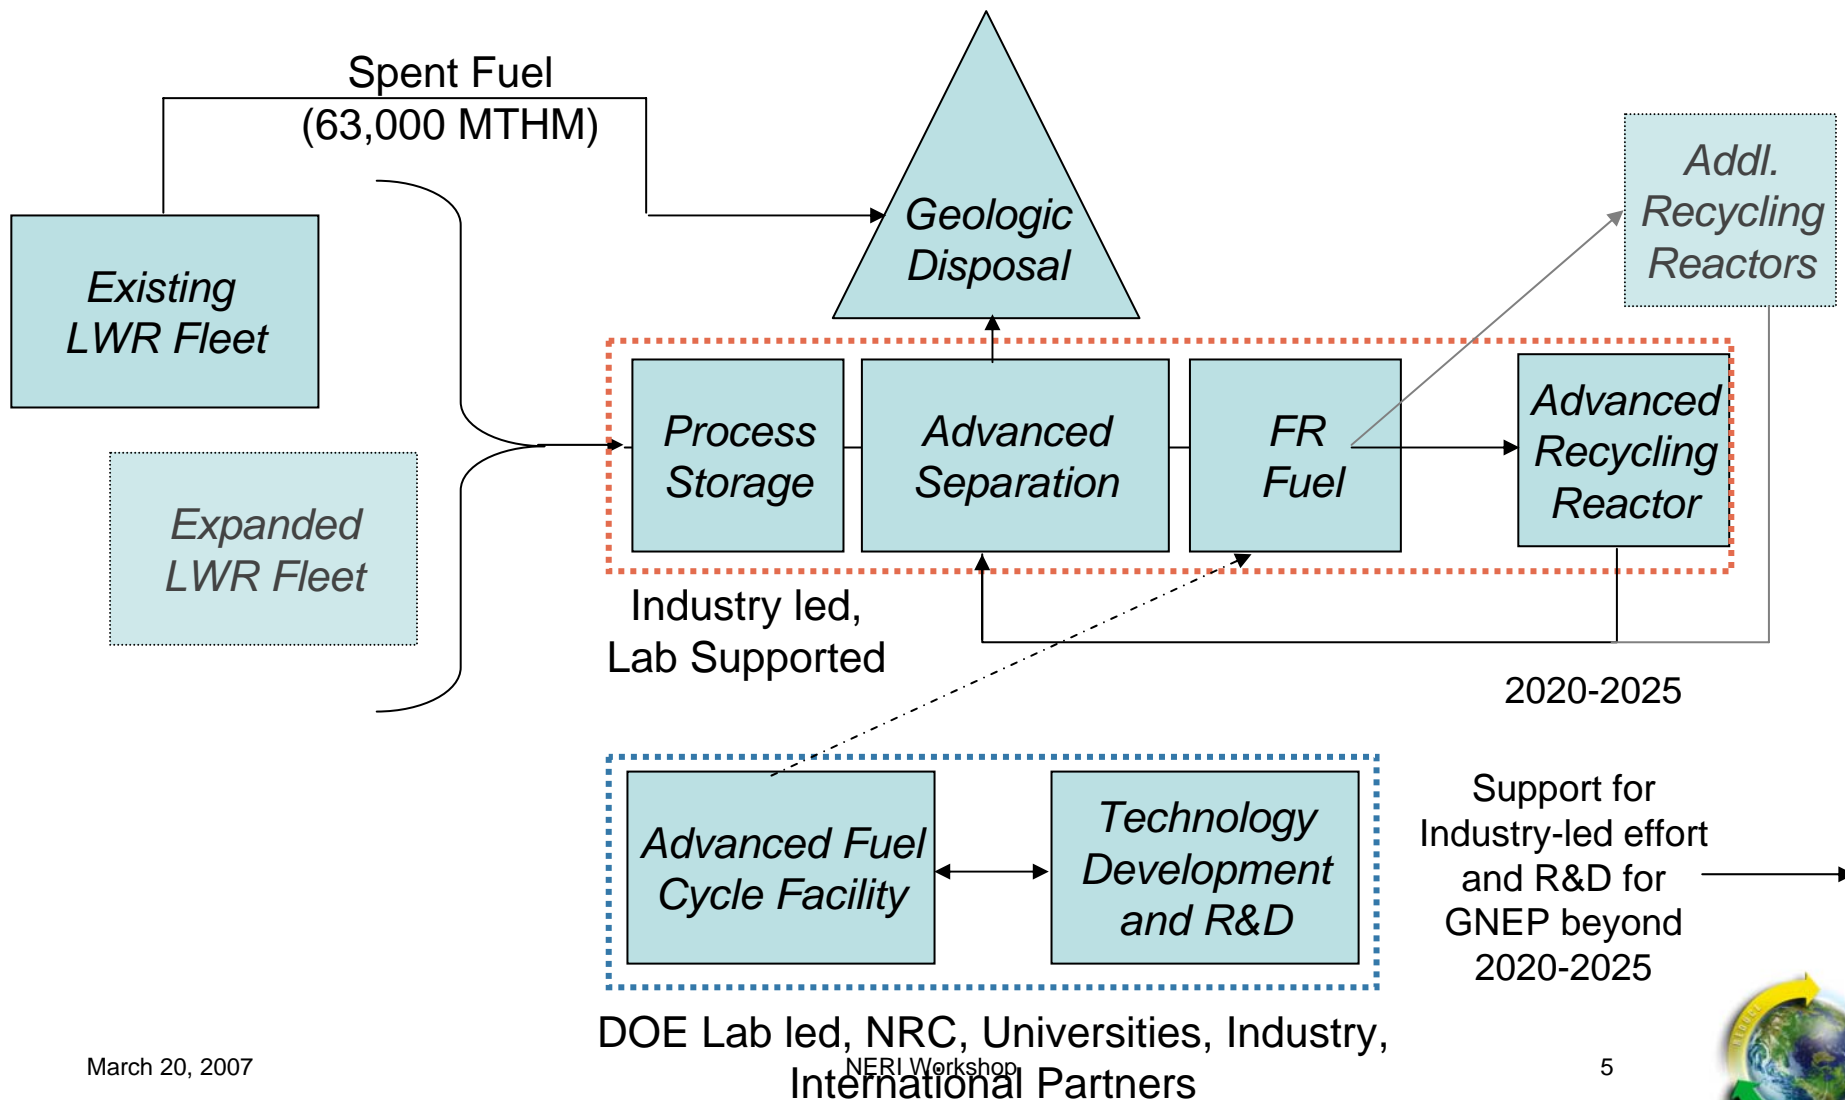 Spent Fuel
(63,000 MTHM)
Existing
LWR Fleet
Expanded
LWR Fleet
Geologic
Disposal
Addl.
Recycling
Reactors
Process
Storage
Advanced
Separation
FR
Fuel
Advanced
Recycling
Reactor
Industry led,
Lab Supported
2020-2025
Advanced Fuel
Cycle Facility
Technology
Development
and R&D
Support for
Industry-led effort
and R&D for
GNEP beyond
2020-2025
DOE Lab led, NRC, Universities, Industry,
International Partners
March 20, 2007
NERI Workshop
5
REDUCE